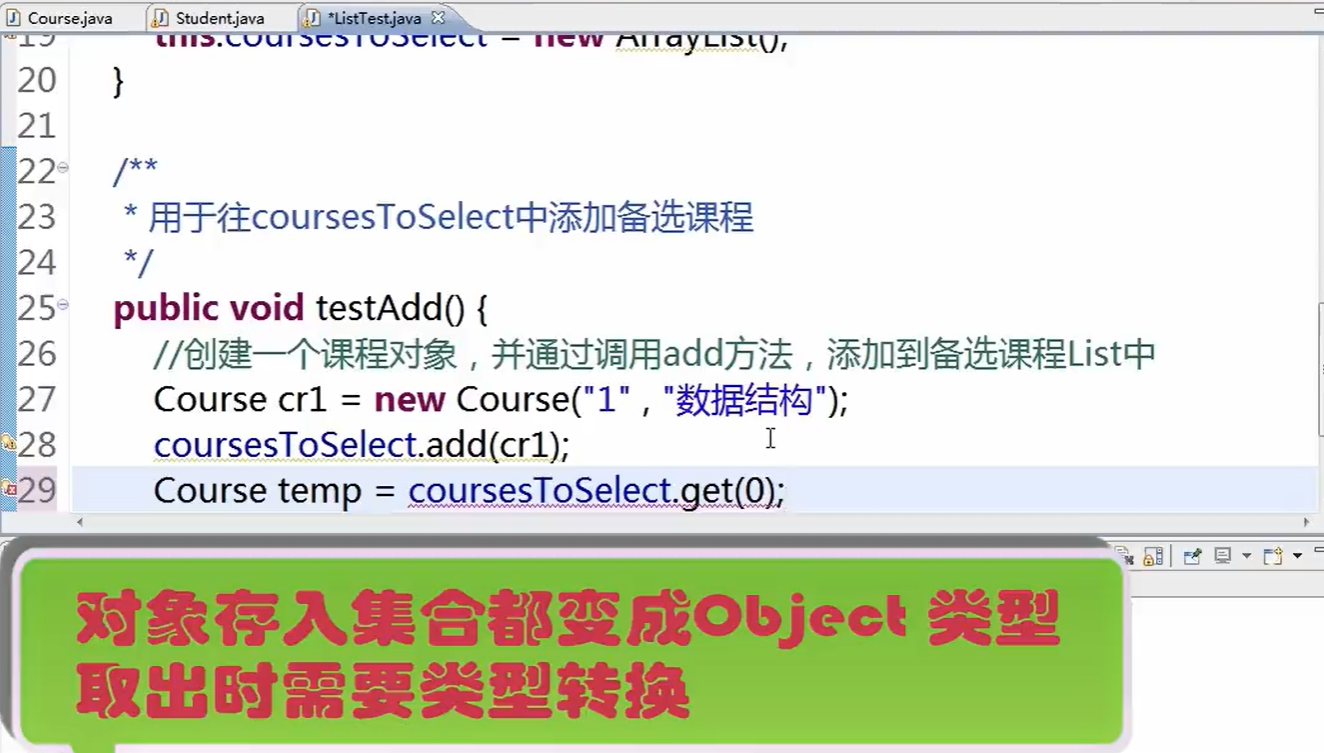 Course.java Student.java *ListTest.java
19 this.coursesToSelect = new ArrayList();
20 }
21
22 /**
23 * 用于往coursesToSelect中添加备选课程
24 */
25 public void testAdd() {
26 //创建一个课程对象，并通过调用add方法，添加到备选课程List中
27 Course cr1 = new Course("1" , "数据结构");
28 coursesToSelect.add(cr1);
29 Course temp = coursesToSelect.get(0);
对象存入集合都变成Object 类型
取出时需要类型转换